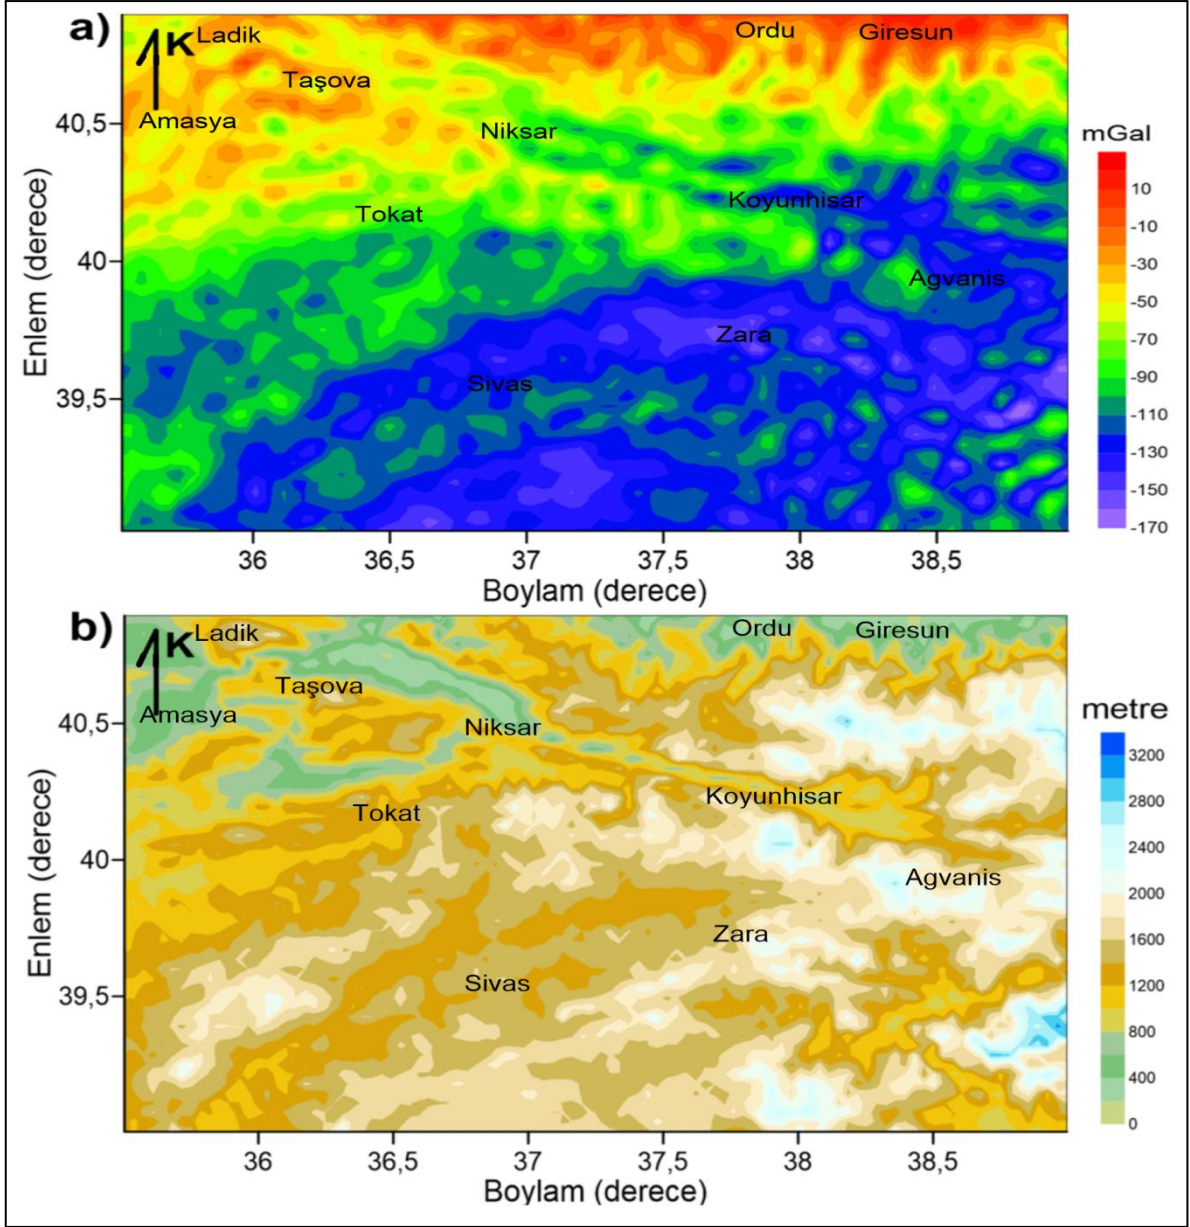 a)
K
Ladik
Ordu
Giresun
Taşova
Amasya
Niksar
Koyunhisar
Tokat
Agvanis
Zara
Sivas
40,5
40
39,5
Enlem (derece)
36
36,5
37
37,5
38
38,5
Boylam (derece)
mGal
10
-10
-30
-50
-70
-90
-110
-130
-150
-170
b)
K
Ladik
Ordu
Giresun
Taşova
Amasya
Niksar
Koyunhisar
Tokat
Agvanis
Zara
Sivas
40,5
40
39,5
Enlem (derece)
36
36,5
37
37,5
38
38,5
Boylam (derece)
metre
3200
2800
2400
2000
1600
1200
800
400
0